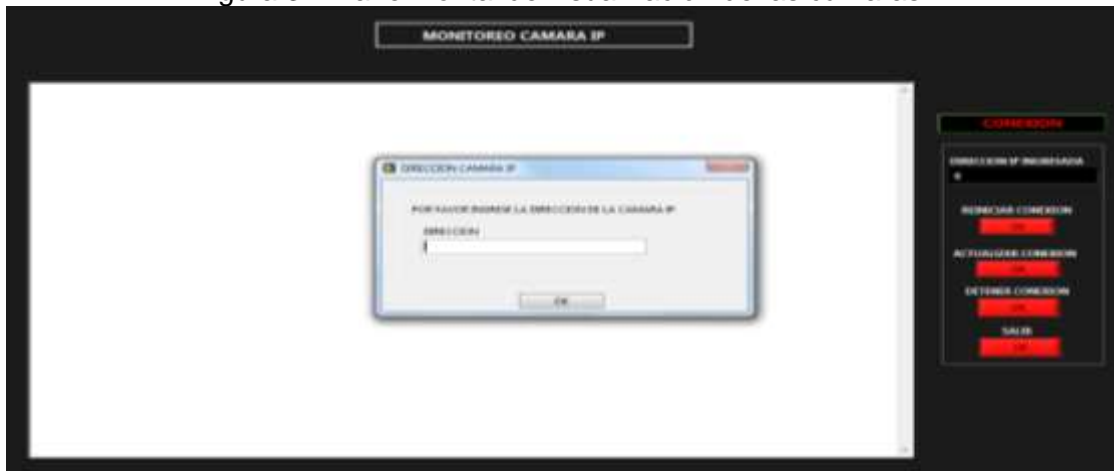 MONITOREO CAMARA IP
DIRECCION CAMARA IP
POR FAVOR INGRESE LA DIRECCION DE LA CAMARA IP
DIRECCION
OK
CONEXION
DIRECCION IP INGRESADA
REINICIAR CONEXION
OK
ACTUALIZAR CONEXION
OK
DETENER CONEXION
OK
SALIR
OK